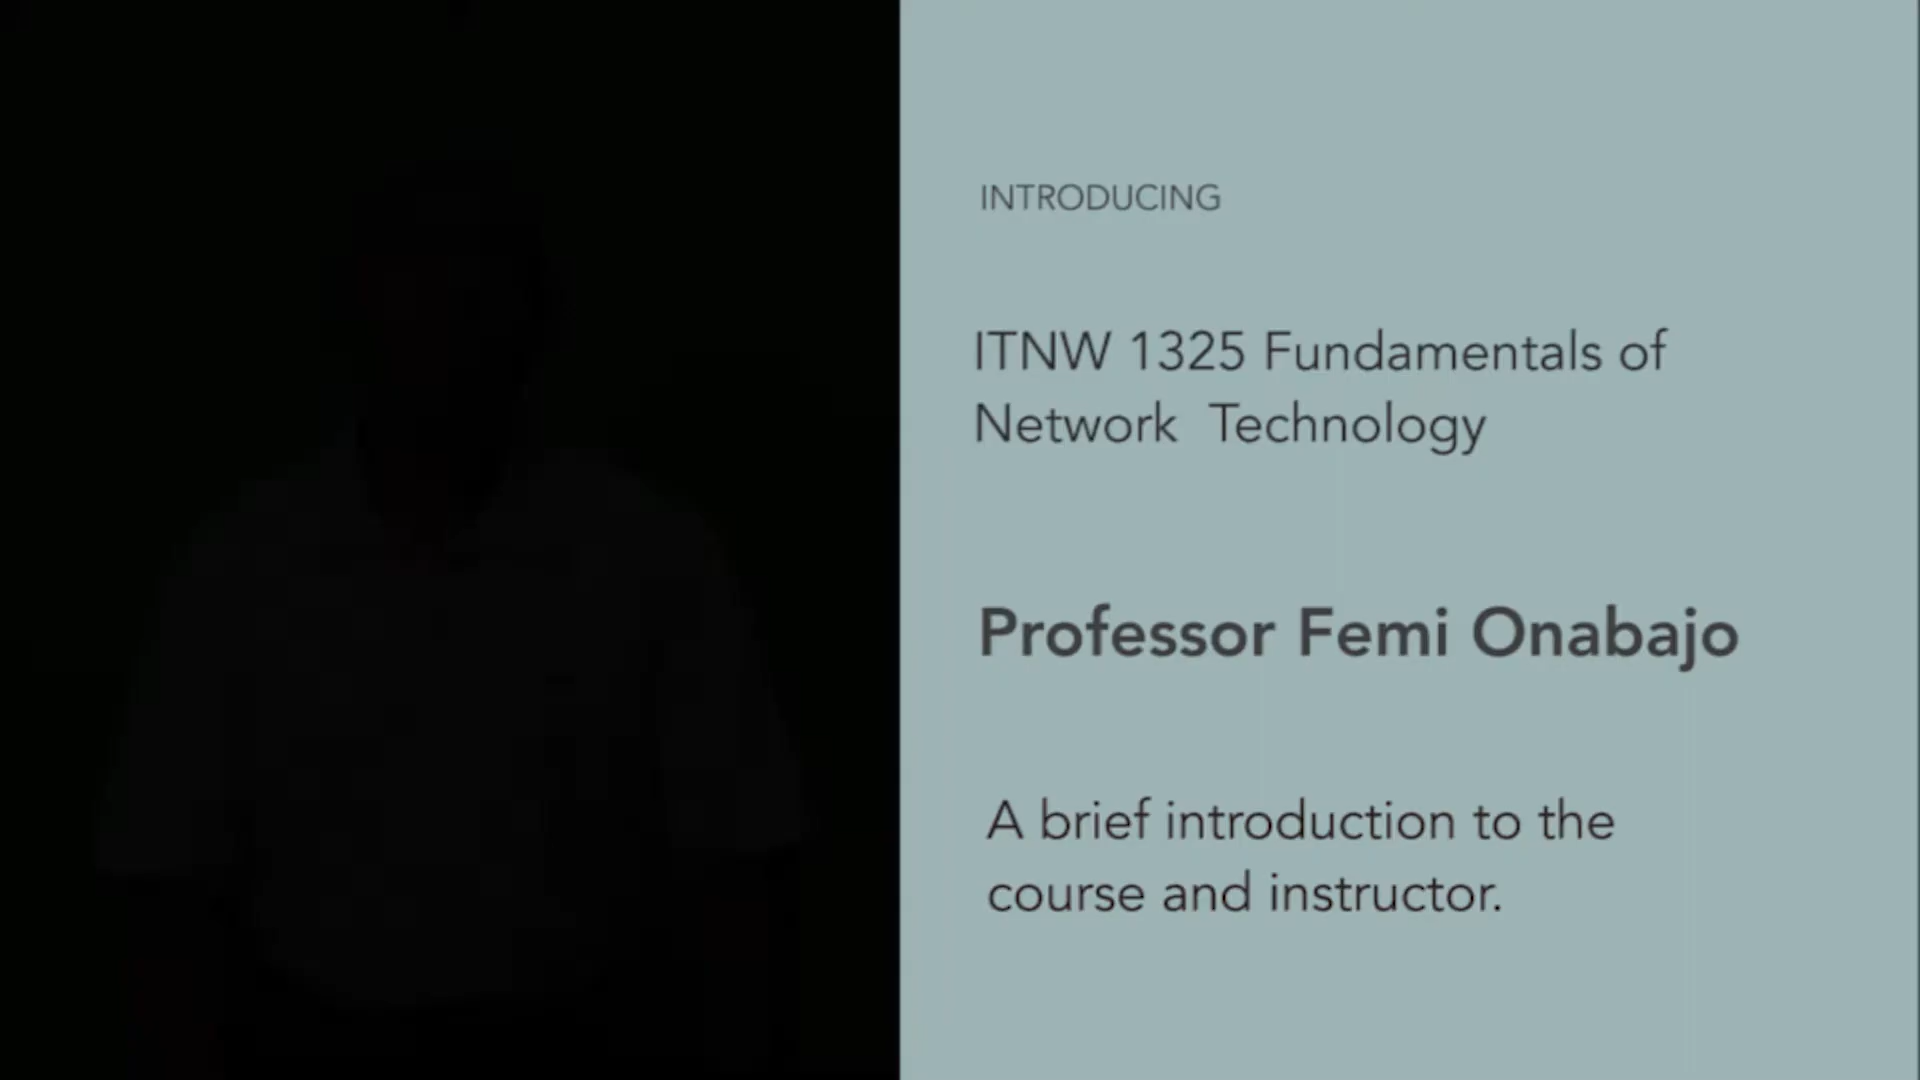 INTRODUCING
ITNW 1325 Fundamentals of
Network Technology
Professor Femi Onabajo
A brief introduction to the
course and instructor.